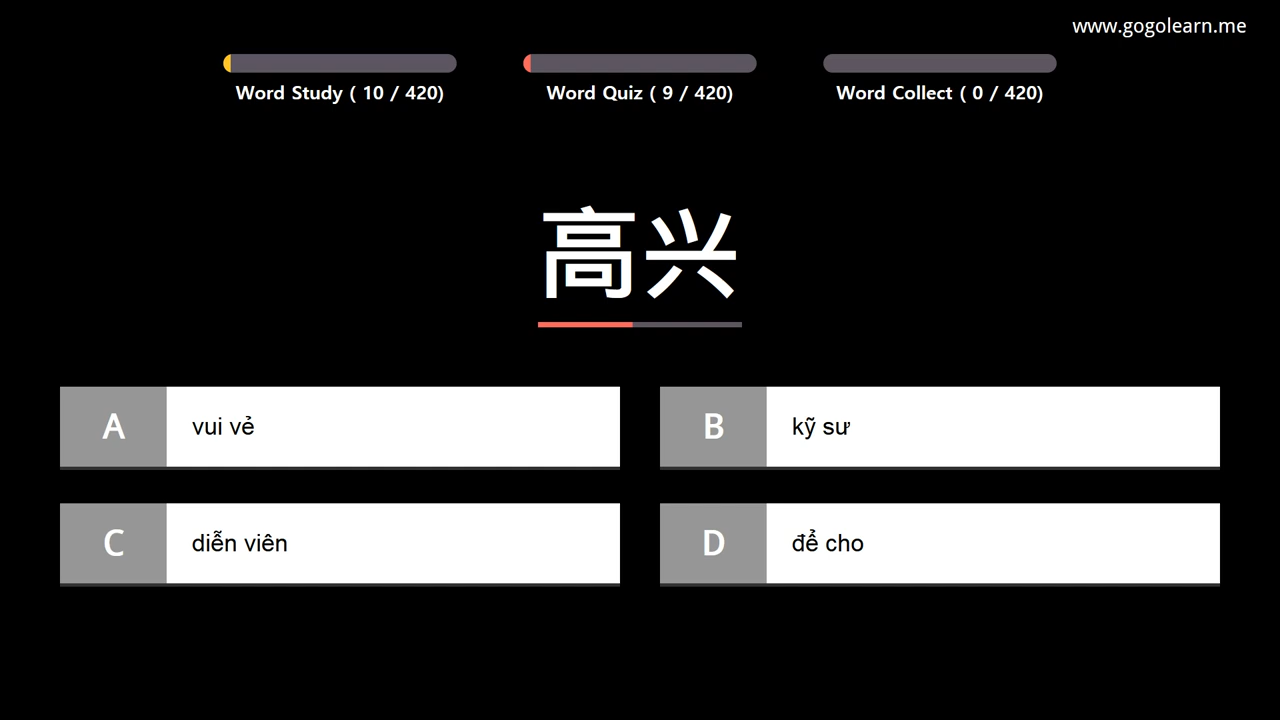 www.gogolearn.me
Word Study ( 10 / 420)
Word Quiz ( 9 / 420)
Word Collect ( 0 / 420)
高兴
A vui vẻ
B kỹ sư
C diễn viên
D để cho